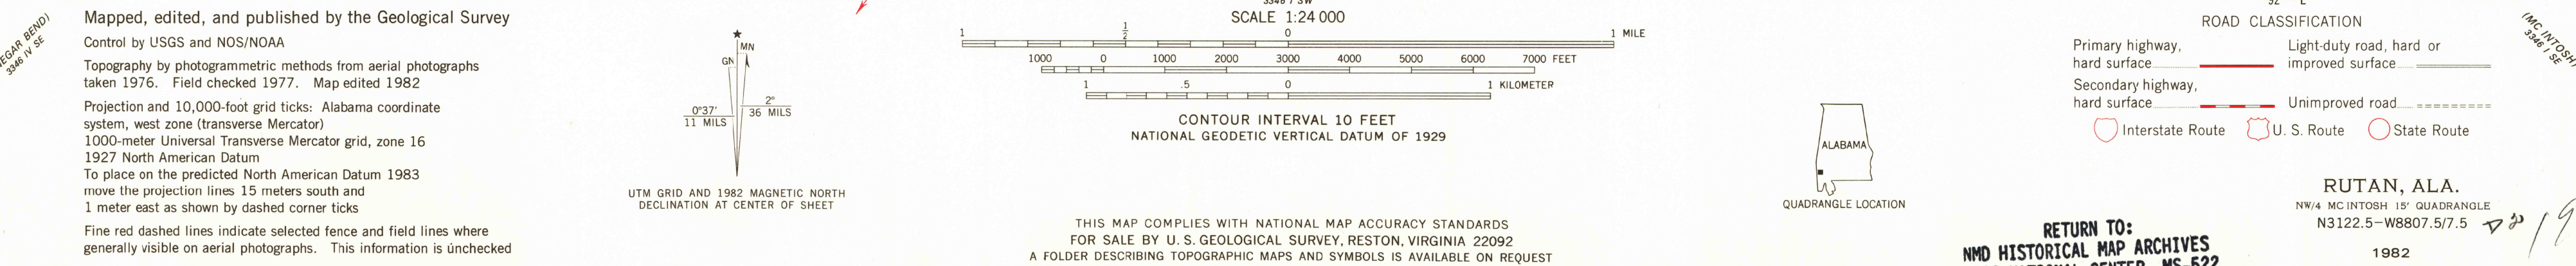 EGAR BEND)
3346 IV SE
Mapped, edited, and published by the Geological Survey
Control by USGS and NOS/NOAA
Topography by photogrammetric methods from aerial photographs
taken 1976. Field checked 1977. Map edited 1982
Projection and 10,000-foot grid ticks: Alabama coordinate
system, west zone (transverse Mercator)
1000-meter Universal Transverse Mercator grid, zone 16
1927 North American Datum
To place on the predicted North American Datum 1983
move the projection lines 15 meters south and
1 meter east as shown by dashed corner ticks
Fine red dashed lines indicate selected fence and field lines where
generally visible on aerial photographs. This information is unchecked
MN
GN
0°37′
11 MILS
2°
36 MILS
UTM GRID AND 1982 MAGNETIC NORTH
DECLINATION AT CENTER OF SHEET
3346 I SW
SCALE 1:24 000
1 ½ 0 1 MILE
1000 0 1000 2000 3000 4000 5000 6000 7000 FEET
1 .5 0 1 KILOMETER
CONTOUR INTERVAL 10 FEET
NATIONAL GEODETIC VERTICAL DATUM OF 1929
THIS MAP COMPLIES WITH NATIONAL MAP ACCURACY STANDARDS
FOR SALE BY U. S. GEOLOGICAL SURVEY, RESTON, VIRGINIA 22092
A FOLDER DESCRIBING TOPOGRAPHIC MAPS AND SYMBOLS IS AVAILABLE ON REQUEST
ALABAMA
QUADRANGLE LOCATION
ROAD CLASSIFICATION
Primary highway,
hard surface
Light-duty road, hard or
improved surface
Secondary highway,
hard surface
Unimproved road
Interstate Route
U. S. Route
State Route
(MC INTOSH)
3346 I SE
RUTAN, ALA.
NW/4 MC INTOSH 15′ QUADRANGLE
N3122.5–W8807.5/7.5
1982
RETURN TO:
NMD HISTORICAL MAP ARCHIVES
CENTER, MS-522